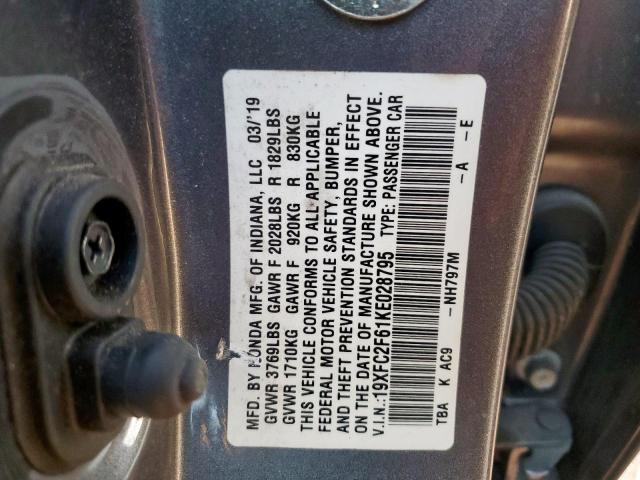 MFD. BY HONDA MFG. OF INDIANA, LLC 03/'19
GVWR 3769LBS GAWR F 2028LBS R 1829LBS
GVWR 1710KG GAWR F 920KG R 830KG
THIS VEHICLE CONFORMS TO ALL APPLICABLE
FEDERAL MOTOR VEHICLE SAFETY, BUMPER,
AND THEFT PREVENTION STANDARDS IN EFFECT
ON THE DATE OF MANUFACTURE SHOWN ABOVE.
V.I.N.:19XFC2F61KE028795 TYPE: PASSENGER CAR
TBA K AC9 –NH797M –A –E